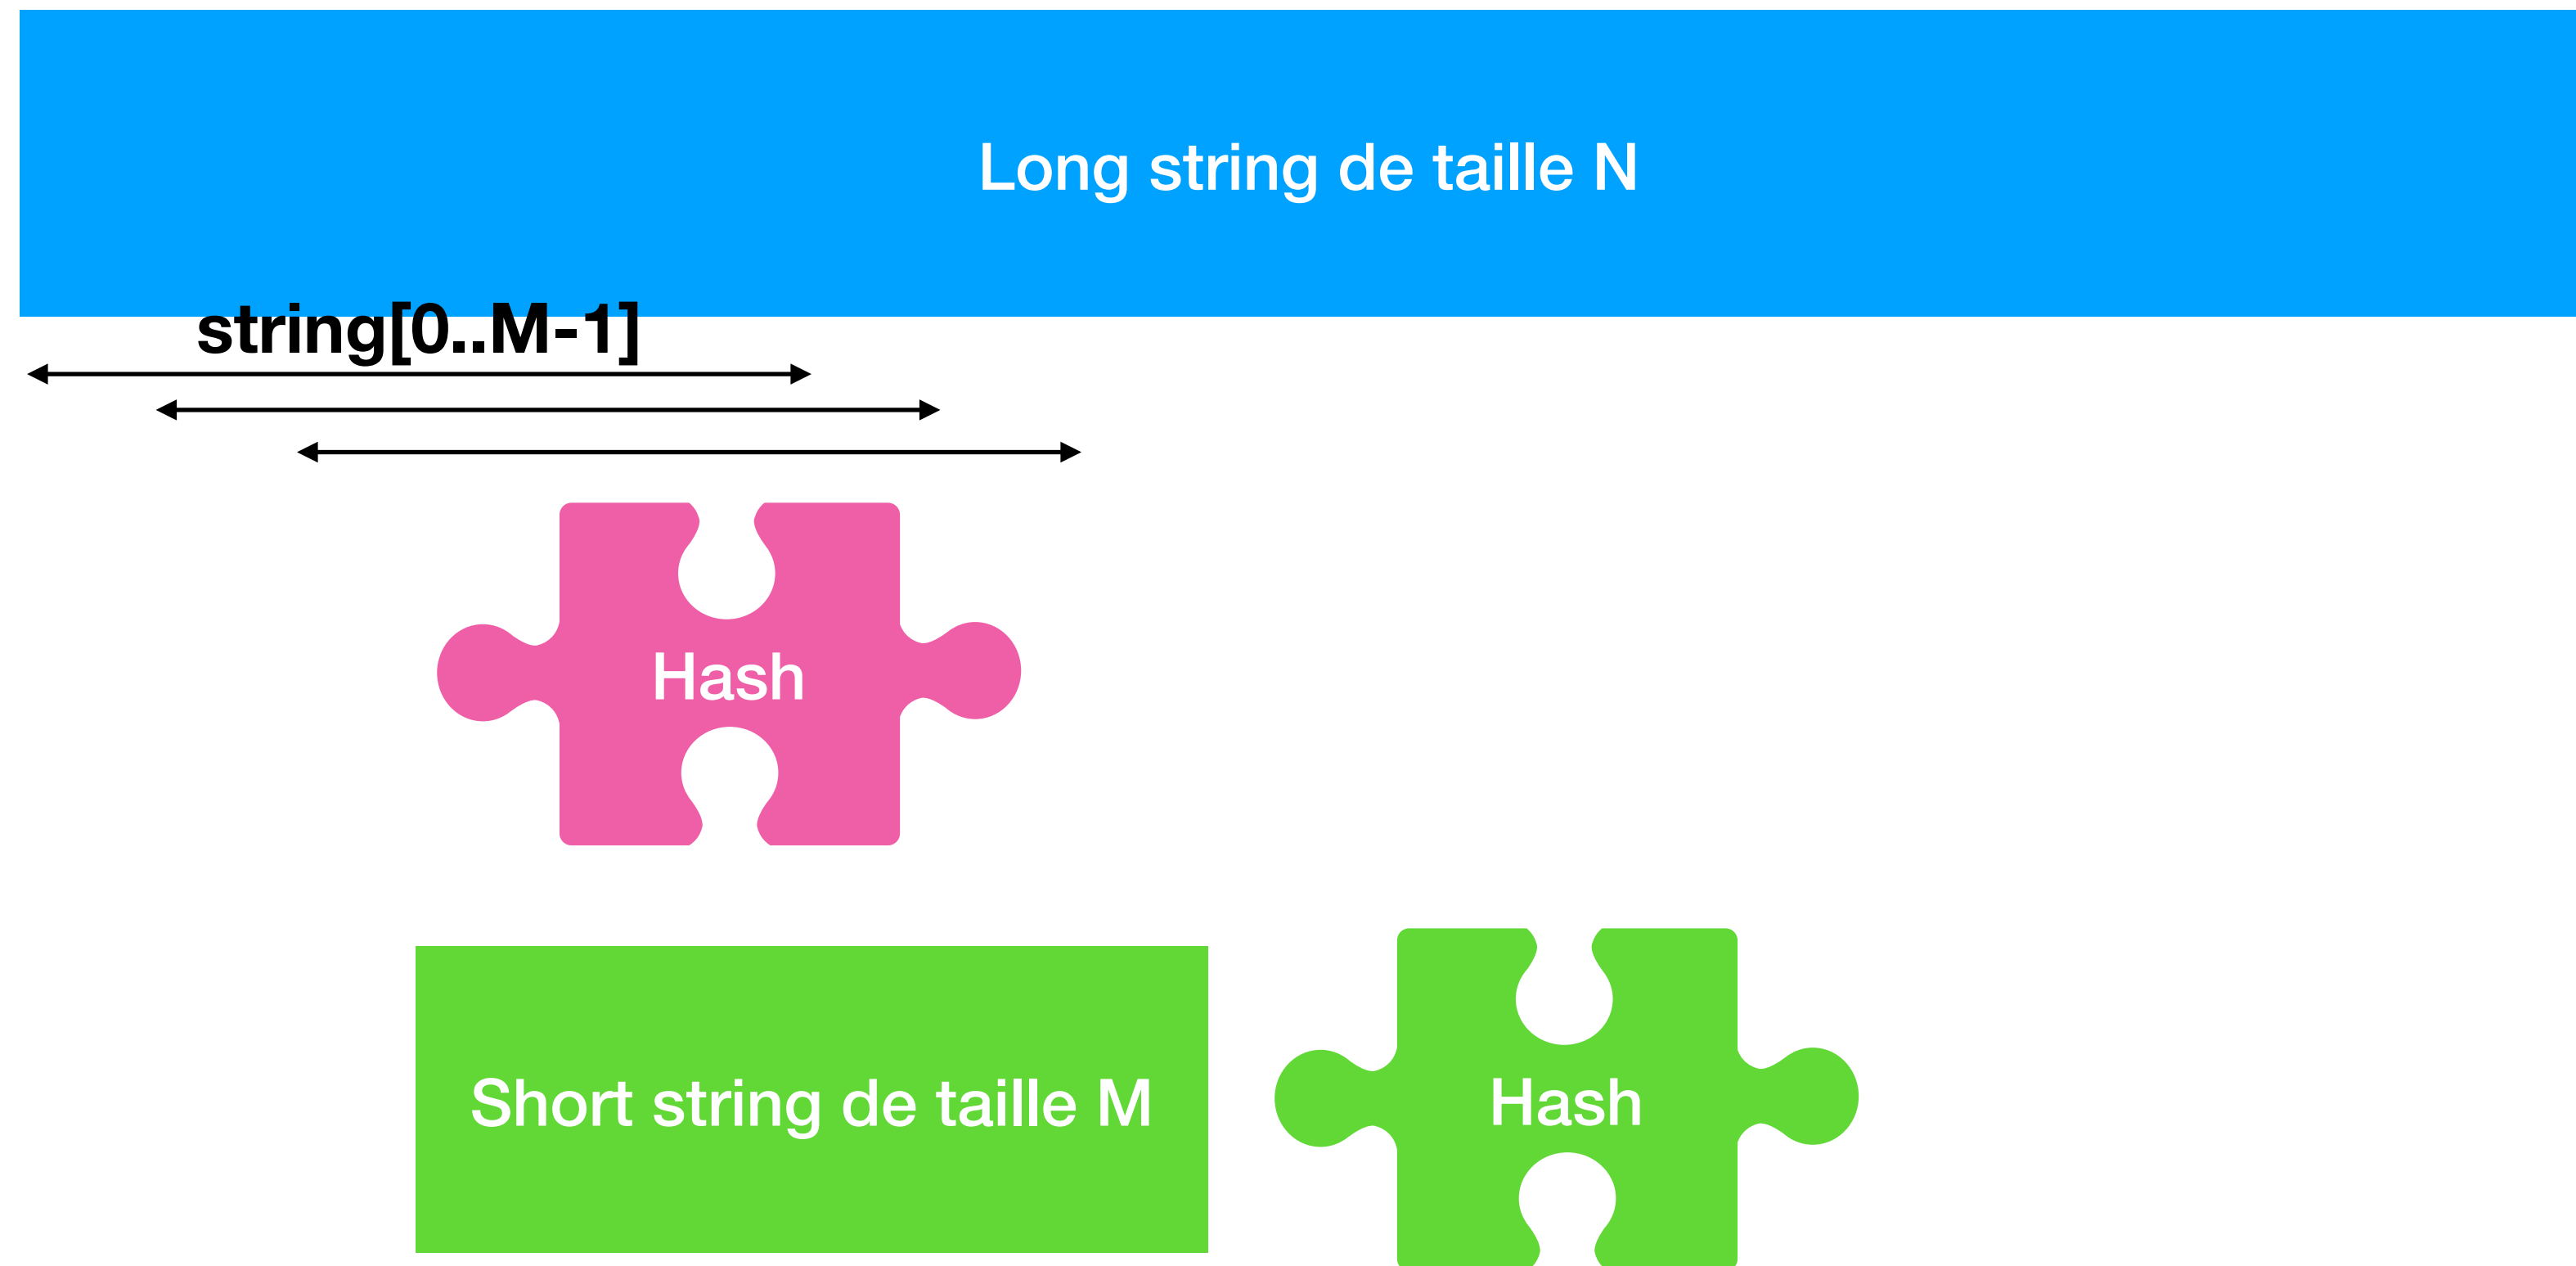 Long string de taille N
string[0..M-1]
Hash
Short string de taille M
Hash